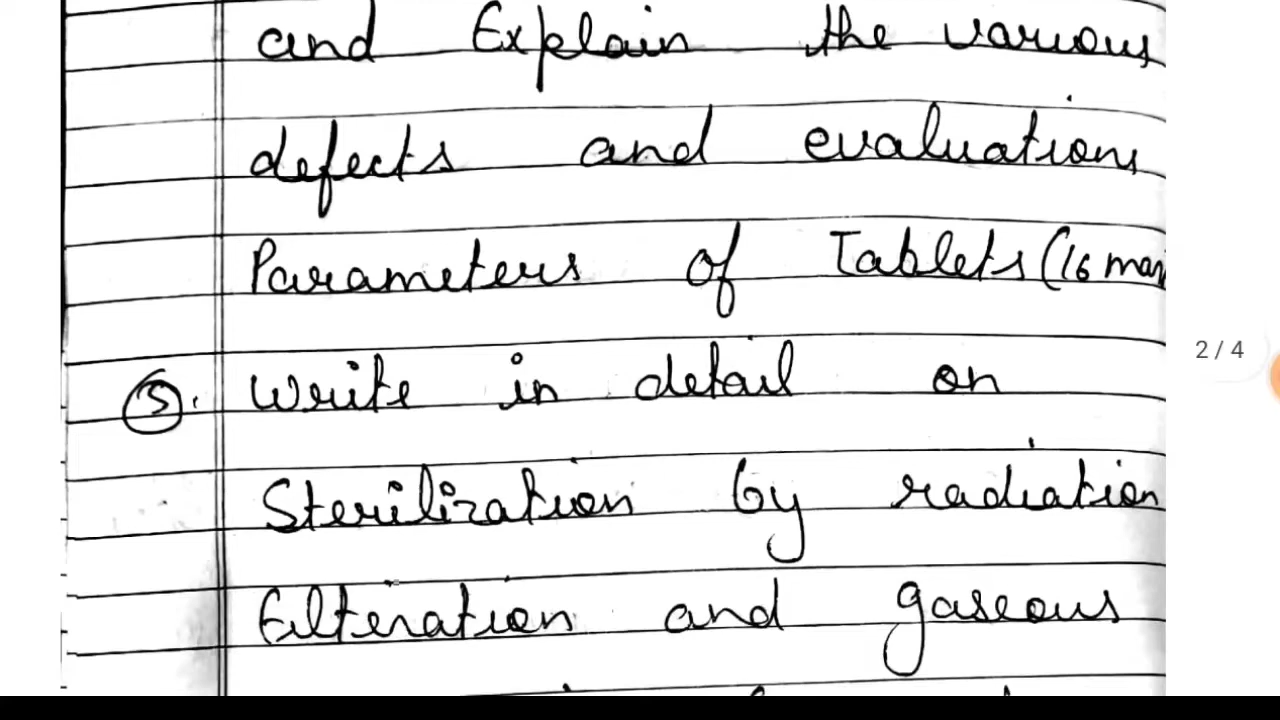 and Explain the various
defects and evaluation
Parameters of Tablets (16 mar
2 / 4
5. Write in detail on
Sterilization by radiation
Filteration and gaseous